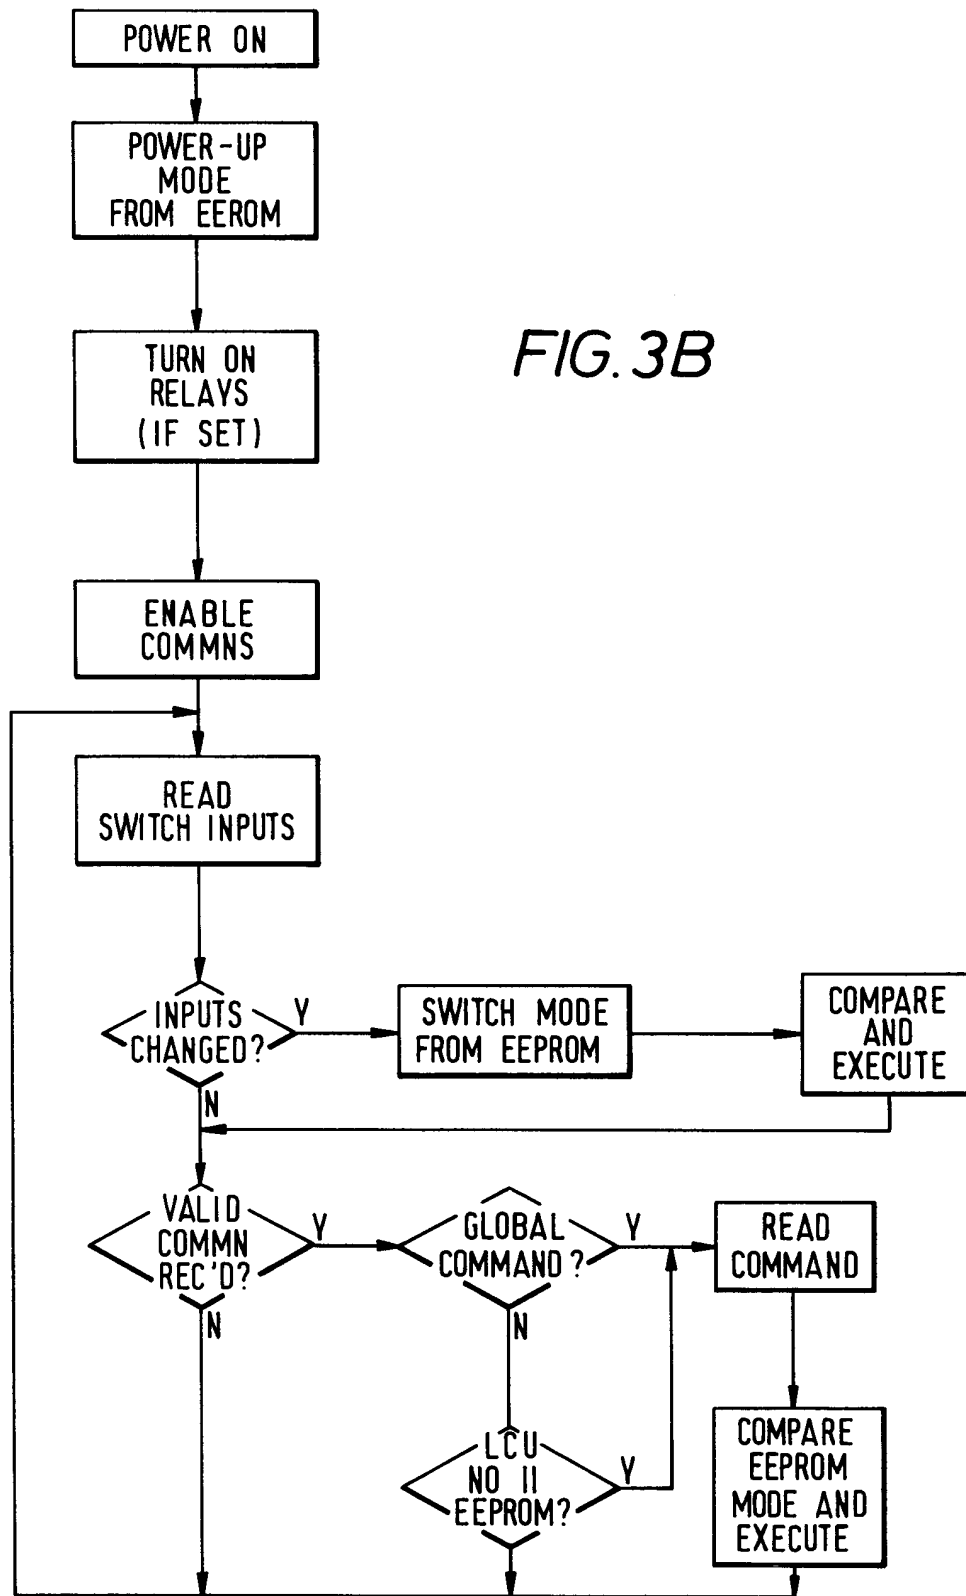 POWER ON
POWER-UP
MODE
FROM EEROM
TURN ON
RELAYS
(IF SET)
FIG. 3B
ENABLE
COMMNS
READ
SWITCH INPUTS
INPUTS
CHANGED?
Y
N
SWITCH MODE
FROM EEPROM
COMPARE
AND
EXECUTE
VALID
COMMN
REC'D?
Y
N
GLOBAL
COMMAND?
Y
N
READ
COMMAND
LCU
NO II
EEPROM?
Y
COMPARE
EEPROM
MODE AND
EXECUTE